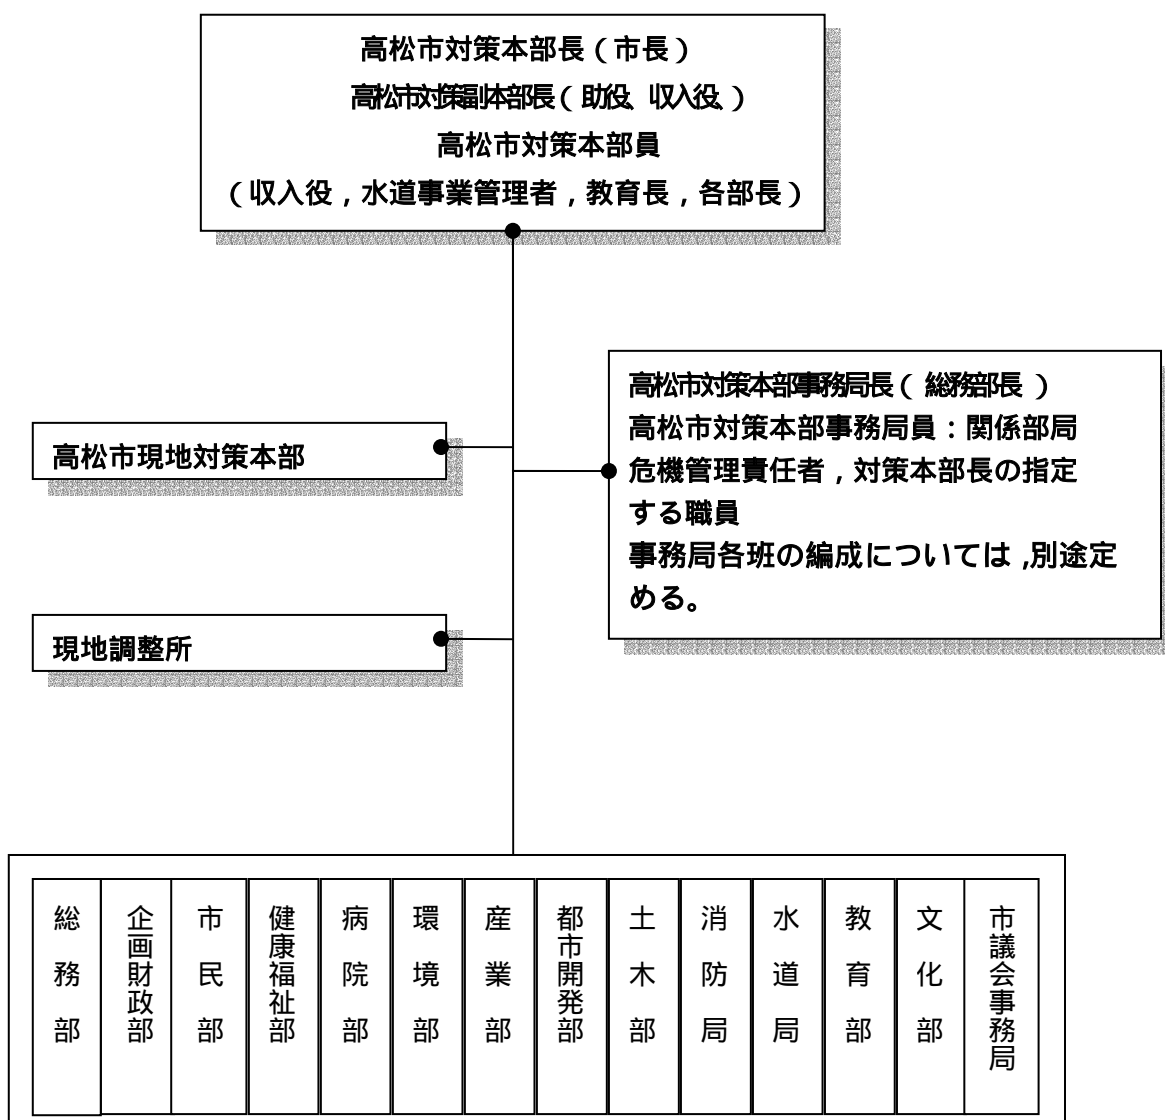 高松市対策本部長（市長）
高松市対策副本部長（助役、収入役、）
高松市対策本部員
（収入役，水道事業管理者，教育長，各部長）
高松市対策本部事務局長（総務部長）
高松市対策本部事務局員：関係部局
危機管理責任者，対策本部長の指定
する職員
事務局各班の編成については，別途定
める。
高松市現地対策本部
現地調整所
総務部
企画財政部
市民部
健康福祉部
病院部
環境部
産業部
都市開発部
土木部
消防局
水道局
教育部
文化部
市議会事務局